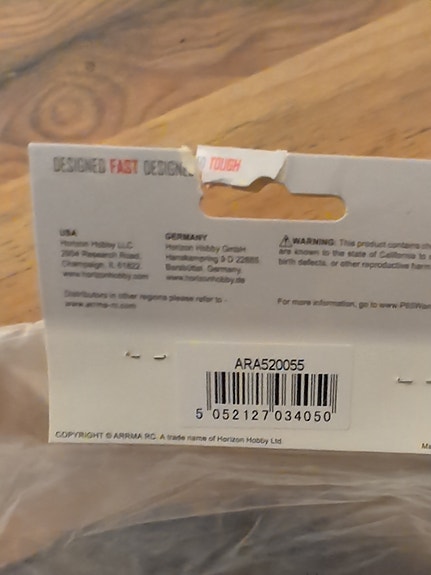 DESIGNED FAST DESIGNED TOUGH
USA
Horizon Hobby LLC
2904 Research Road,
Champaign, IL 61822
www.horizonhobby.com
GERMANY
Horizon Hobby GmbH
Hanskampring 9 D 22885
Barsbüttel, Germany,
www.horizonhobby.de
WARNING: This product contains
are known to the state of California to
birth defects, or other reproductive harm
Distributors in other regions please refer to -
www.arrma-rc.com
For more information, go to www.P65War
ARA520055
5 052127 034050
COPYRIGHT © ARRMA RC. A trade name of Horizon Hobby Ltd